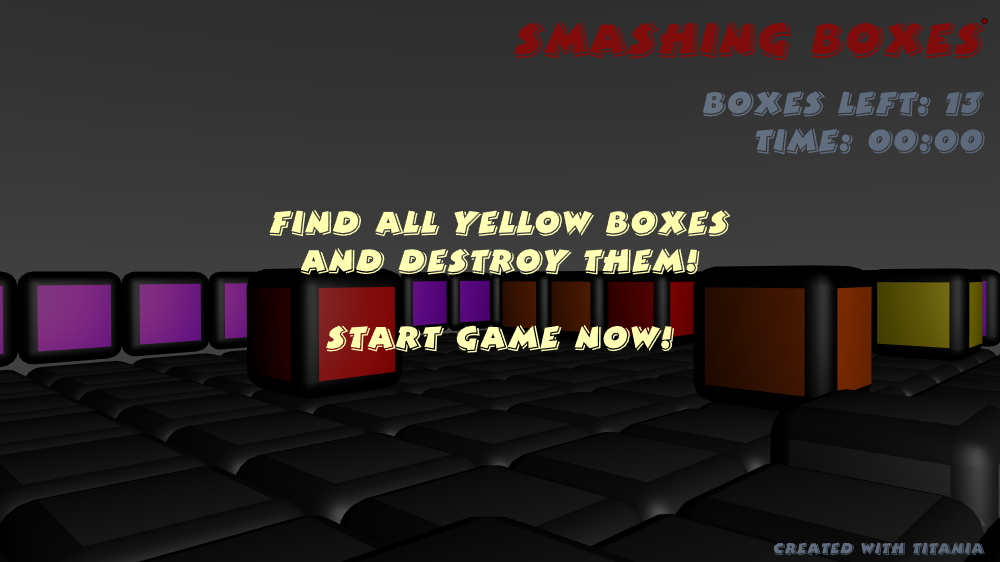 SMASHING BOXES
BOXES LEFT: 13
TIME: 00:00
FIND ALL YELLOW BOXES
AND DESTROY THEM!
START GAME NOW!
CREATED WITH TITANIA